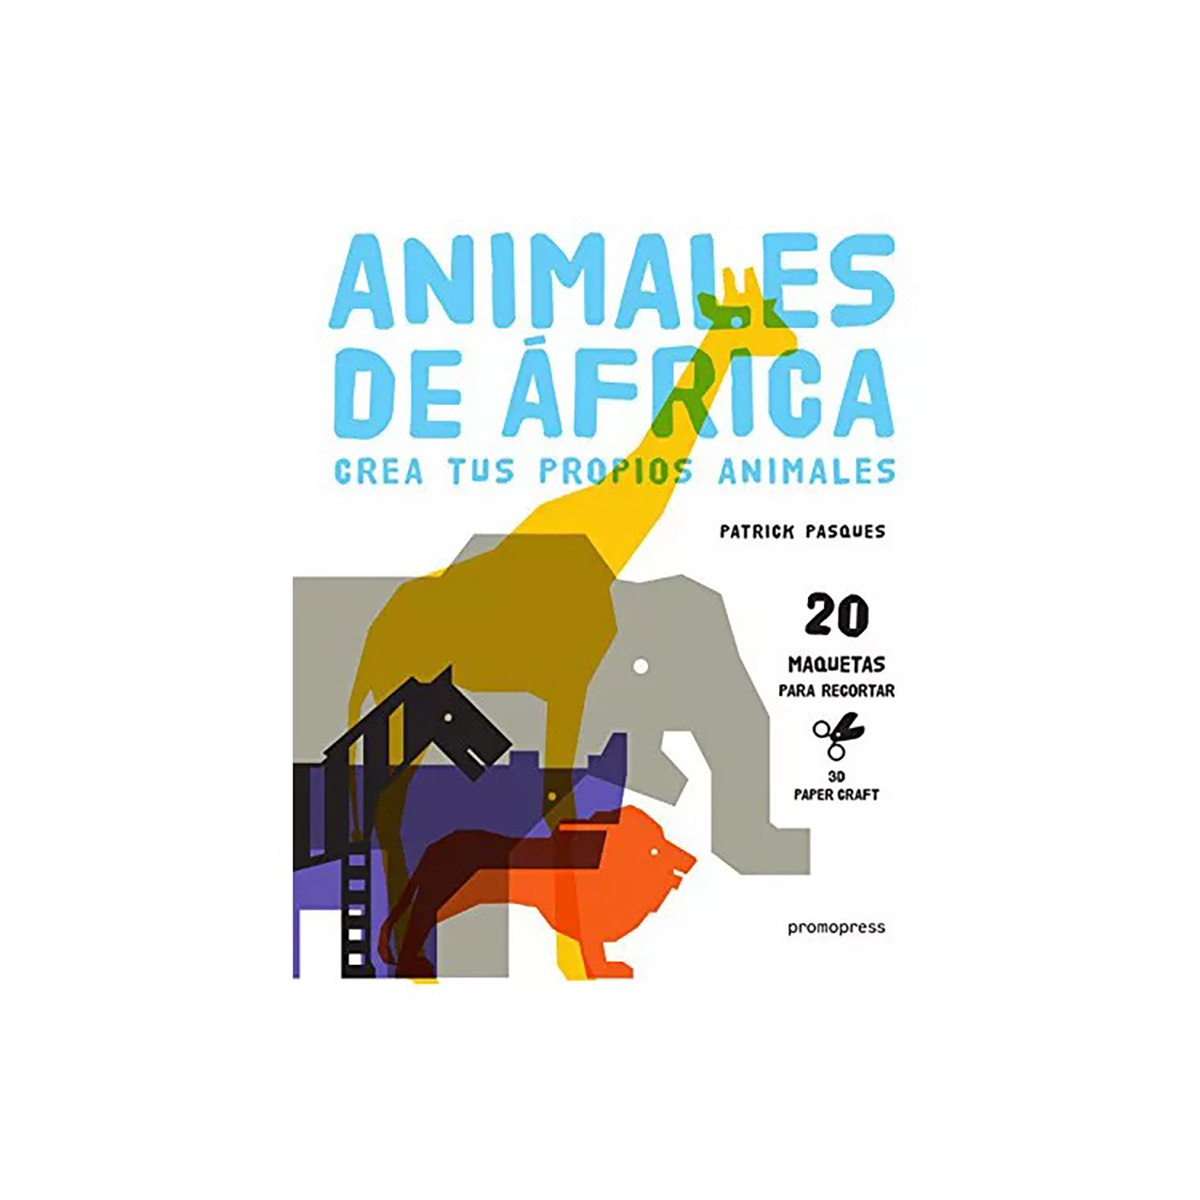 ANIMALES
DE ÁFRICA
CREA TUS PROPIOS ANIMALES
PATRICK PASQUES
20
MAQUETAS
PARA RECORTAR
3D
PAPER CRAFT
promopress